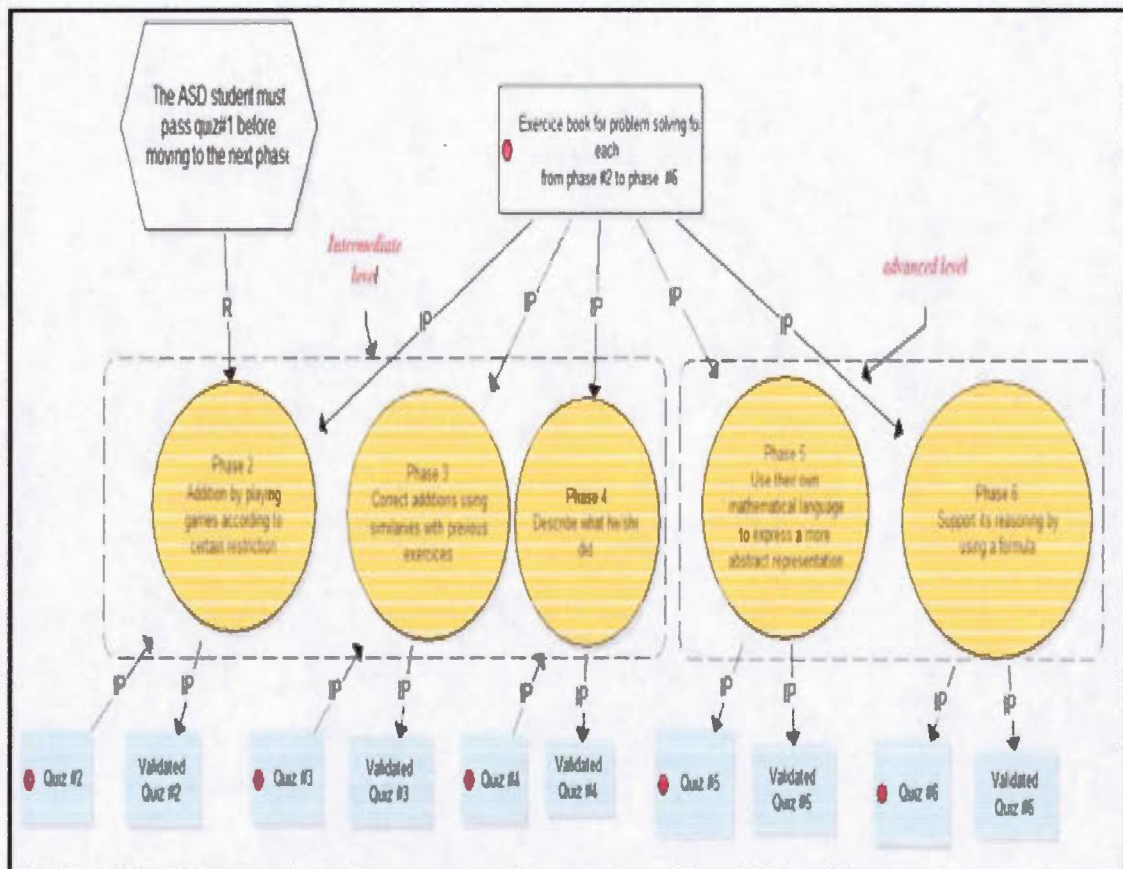 The ASD student must
pass quiz#1 before
moving to the next phase
Exercice book for problem solving fo
each
from phase #2 to phase #6
Intermediate
level
advanced level
R
IP
IP
IP
IP
IP
Phase 2
Addition by playing
games according to
certain restriction
Phase 3
Correct additions using
similaries with previous
exercices
Phase 4
Describe what he/she
did
Phase 5
Use their own
mathematical language
to express a more
abstract representation
Phase 6
Support its reasoning by
using a formula
IP
IP
IP
IP
IP
IP
IP
IP
IP
IP
Quiz #2
Validated
Quiz #2
Quiz #3
Validated
Quiz #3
Quiz #4
Validated
Quiz #4
Quiz #5
Validated
Quiz #5
Quiz #6
Validated
Quiz #6